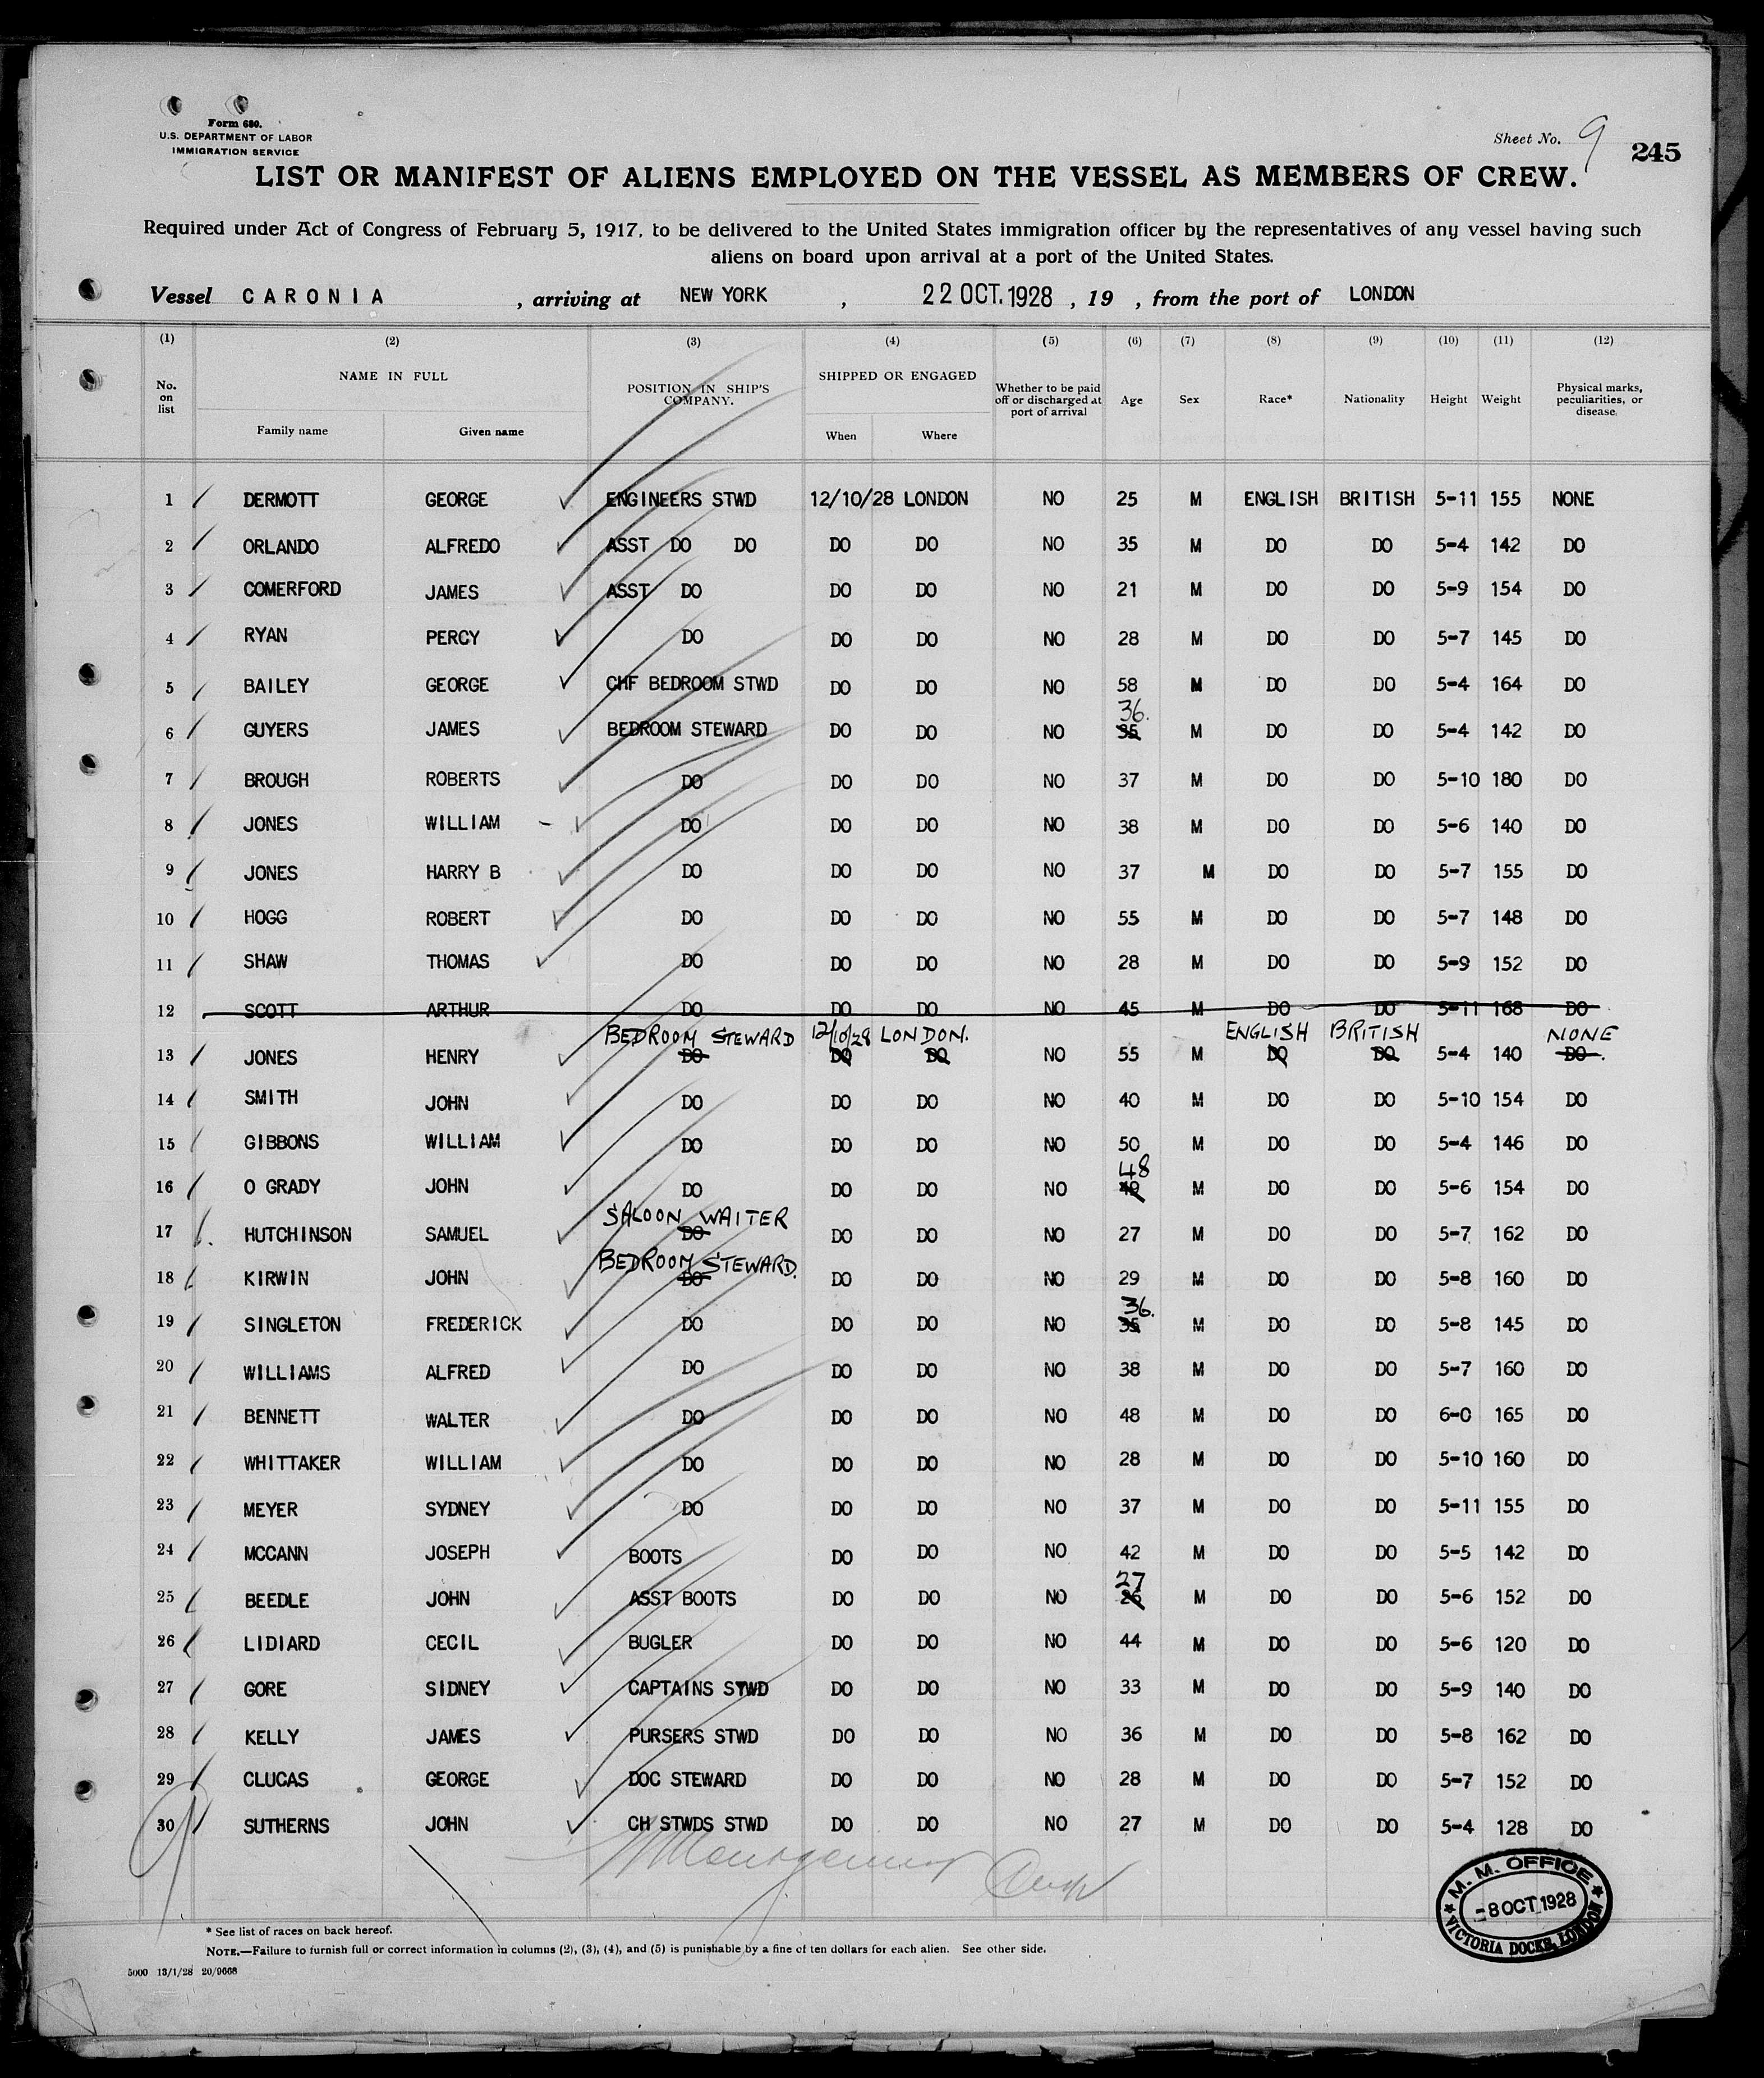 Form 680.
U.S. DEPARTMENT OF LABOR
IMMIGRATION SERVICE
Sheet No. 9
245
LIST OR MANIFEST OF ALIENS EMPLOYED ON THE VESSEL AS MEMBERS OF CREW.
Required under Act of Congress of February 5, 1917, to be delivered to the United States immigration officer by the representatives of any vessel having such
aliens on board upon arrival at a port of the United States.
Vessel CARONIA , arriving at NEW YORK , 22 OCT. 1928 , 19 , from the port of LONDON
(1) (2) (3) (4) (5) (6) (7) (8) (9) (10) (11) (12)
No. on list NAME IN FULL Family name Given name POSITION IN SHIP'S COMPANY. SHIPPED OR ENGAGED When Where Whether to be paid off or discharged at port of arrival Age Sex Race* Nationality Height Weight Physical marks, peculiarities, or disease
1 DERMOTT GEORGE ENGINEERS STWD 12/10/28 LONDON NO 25 M ENGLISH BRITISH 5-11 155 NONE
2 ORLANDO ALFREDO ASST DO DO DO DO NO 35 M DO DO 5-4 142 DO
3 COMERFORD JAMES ASST DO DO DO NO 21 M DO DO 5-9 154 DO
4 RYAN PERCY DO DO DO NO 28 M DO DO 5-7 145 DO
5 BAILEY GEORGE CHF BEDROOM STWD DO DO NO 58 M DO DO 5-4 164 DO
36.
6 GUYERS JAMES BEDROOM STEWARD DO DO NO 35 M DO DO 5-4 142 DO
7 BROUGH ROBERTS DO DO DO NO 37 M DO DO 5-10 180 DO
8 JONES WILLIAM - DO DO DO NO 38 M DO DO 5-6 140 DO
9 JONES HARRY B DO DO DO NO 37 M DO DO 5-7 155 DO
10 HOGG ROBERT DO DO DO NO 55 M DO DO 5-7 148 DO
11 SHAW THOMAS DO DO DO NO 28 M DO DO 5-9 152 DO
12 SCOTT ARTHUR DO DO DO NO 45 M DO DO 5-11 168 DO
BEDROOM STEWARD 12/10/28 LONDON. ENGLISH BRITISH NONE
13 JONES HENRY DO DO DO NO 55 M DO DO 5-4 140 DO.
14 SMITH JOHN DO DO DO NO 40 M DO DO 5-10 154 DO
15 GIBBONS WILLIAM DO DO DO NO 50 M DO DO 5-4 146 DO
48
16 O GRADY JOHN DO DO DO NO 49 M DO DO 5-6 154 DO
SALOON WAITER
17 HUTCHINSON SAMUEL DO DO DO NO 27 M DO DO 5-7 162 DO
BEDROOM STEWARD.
18 KIRWIN JOHN DO DO DO NO 29 M DO DO 5-8 160 DO
36.
19 SINGLETON FREDERICK DO DO DO NO 35 M DO DO 5-8 145 DO
20 WILLIAMS ALFRED DO DO DO NO 38 M DO DO 5-7 160 DO
21 BENNETT WALTER DO DO DO NO 48 M DO DO 6-0 165 DO
22 WHITTAKER WILLIAM DO DO DO NO 28 M DO DO 5-10 160 DO
23 MEYER SYDNEY DO DO DO NO 37 M DO DO 5-11 155 DO
24 MCCANN JOSEPH BOOTS DO DO NO 42 M DO DO 5-5 142 DO
27
25 BEEDLE JOHN ASST BOOTS DO DO NO 26 M DO DO 5-6 152 DO
26 LIDIARD CECIL BUGLER DO DO NO 44 M DO DO 5-6 120 DO
27 GORE SIDNEY CAPTAINS STWD DO DO NO 33 M DO DO 5-9 140 DO
28 KELLY JAMES PURSERS STWD DO DO NO 36 M DO DO 5-8 162 DO
29 CLUCAS GEORGE DOC STEWARD DO DO NO 28 M DO DO 5-7 152 DO
30 SUTHERNS JOHN CH STWDS STWD DO DO NO 27 M DO DO 5-4 128 DO
M. M. OFFICE
-8 OCT 1928
VICTORIA DOCKS, LONDON
* See list of races on back hereof.
NOTE.—Failure to furnish full or correct information in columns (2), (3), (4), and (5) is punishable by a fine of ten dollars for each alien. See other side.
5000 13/1/28 20/9668